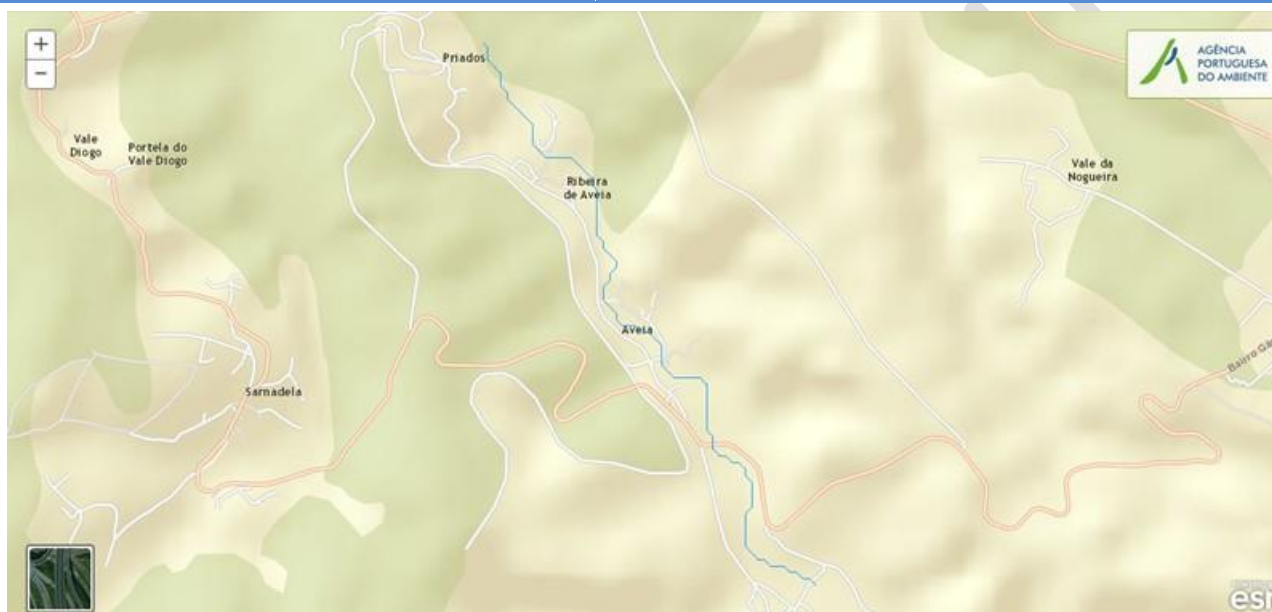 +
−
Priados
AGÊNCIA
PORTUGUESA
DO AMBIENTE
Vale
Diogo
Portela do
Vale Diogo
Vale da
Nogueira
Ribeira
de Aveia
Aveia
Sarnadela
Bairro
esri